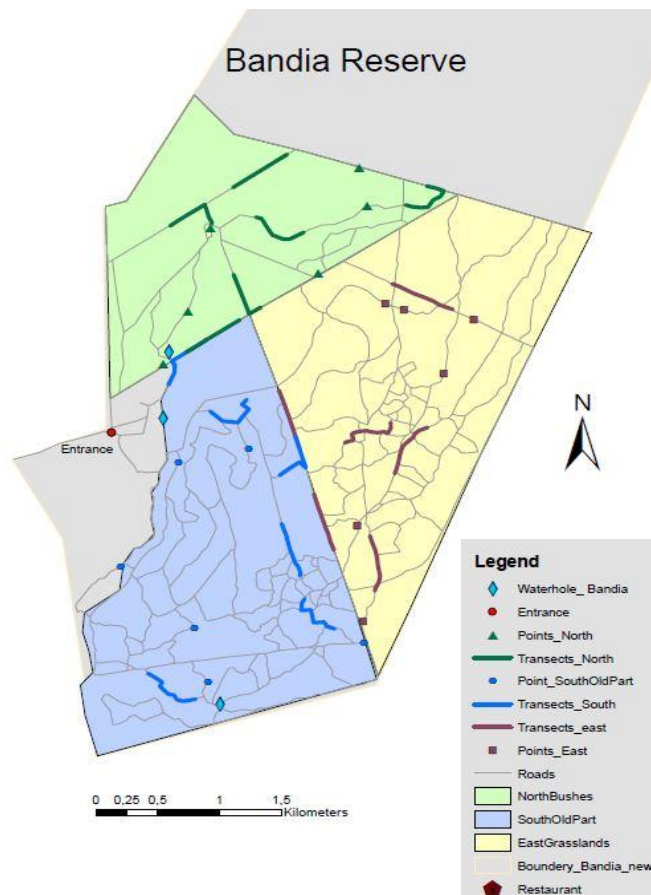 Bandia Reserve
Entrance
N
0 0,25 0,5 1 1,5
Kilometers
Legend
Waterhole_ Bandia
Entrance
Points_North
Transects_North
Point_SouthOldPart
Transects_South
Transects_east
Points_East
Roads
NorthBushes
SouthOldPart
EastGrasslands
Boundery_Bandia_new
Restaurant